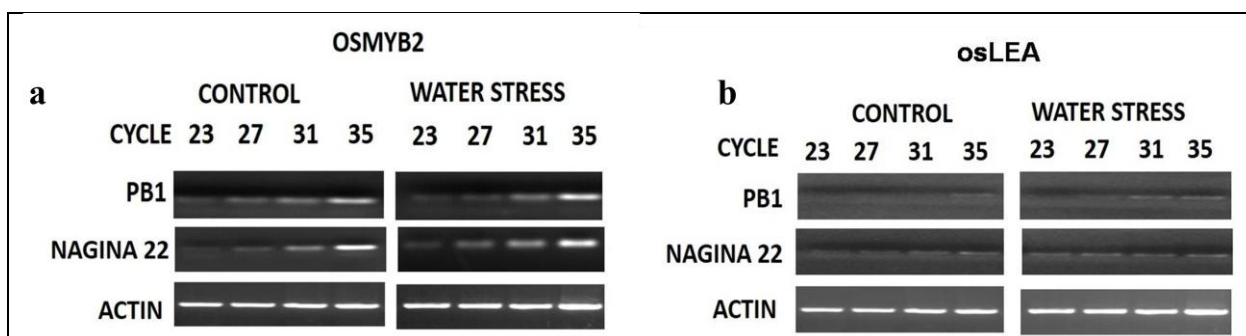 OSMYB2
a
CONTROL WATER STRESS
CYCLE 23 27 31 35 23 27 31 35
PB1
NAGINA 22
ACTIN
osLEA
b
CONTROL WATER STRESS
CYCLE 23 27 31 35 23 27 31 35
PB1
NAGINA 22
ACTIN